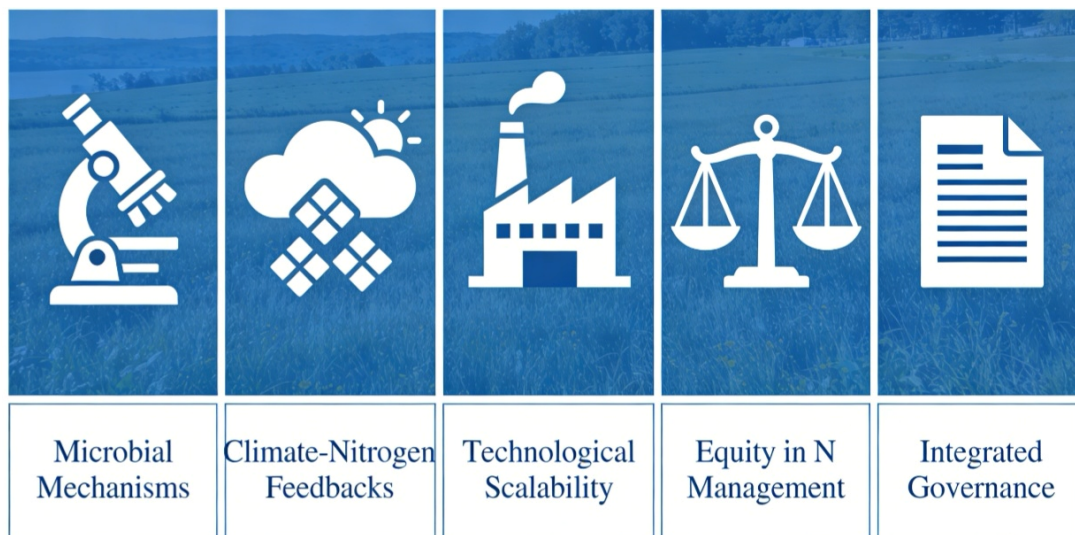 Microbial
Mechanisms
Climate-Nitrogen
Feedbacks
Technological
Scalability
Equity in N
Management
Integrated
Governance